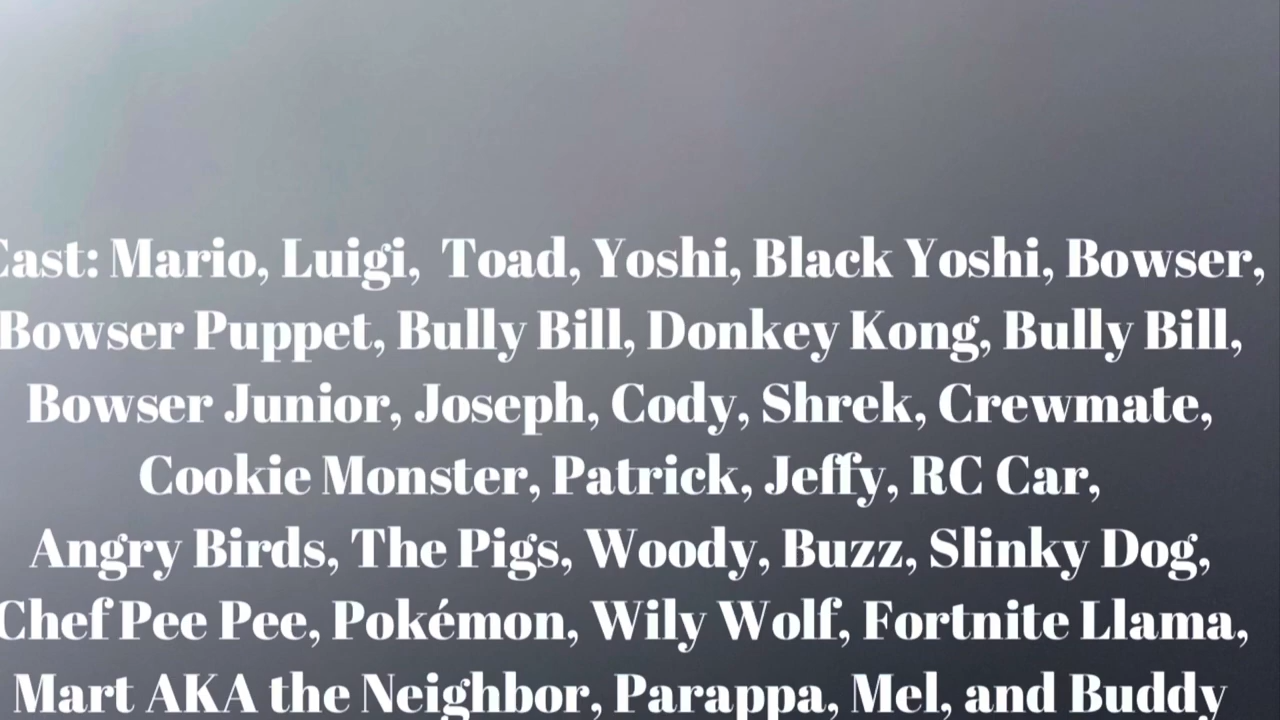 Cast: Mario, Luigi, Toad, Yoshi, Black Yoshi, Bowser,
Bowser Puppet, Bully Bill, Donkey Kong, Bully Bill,
Bowser Junior, Joseph, Cody, Shrek, Crewmate,
Cookie Monster, Patrick, Jeffy, RC Car,
Angry Birds, The Pigs, Woody, Buzz, Slinky Dog,
Chef Pee Pee, Pokémon, Wily Wolf, Fortnite Llama,
Mart AKA the Neighbor, Parappa, Mel, and Buddy